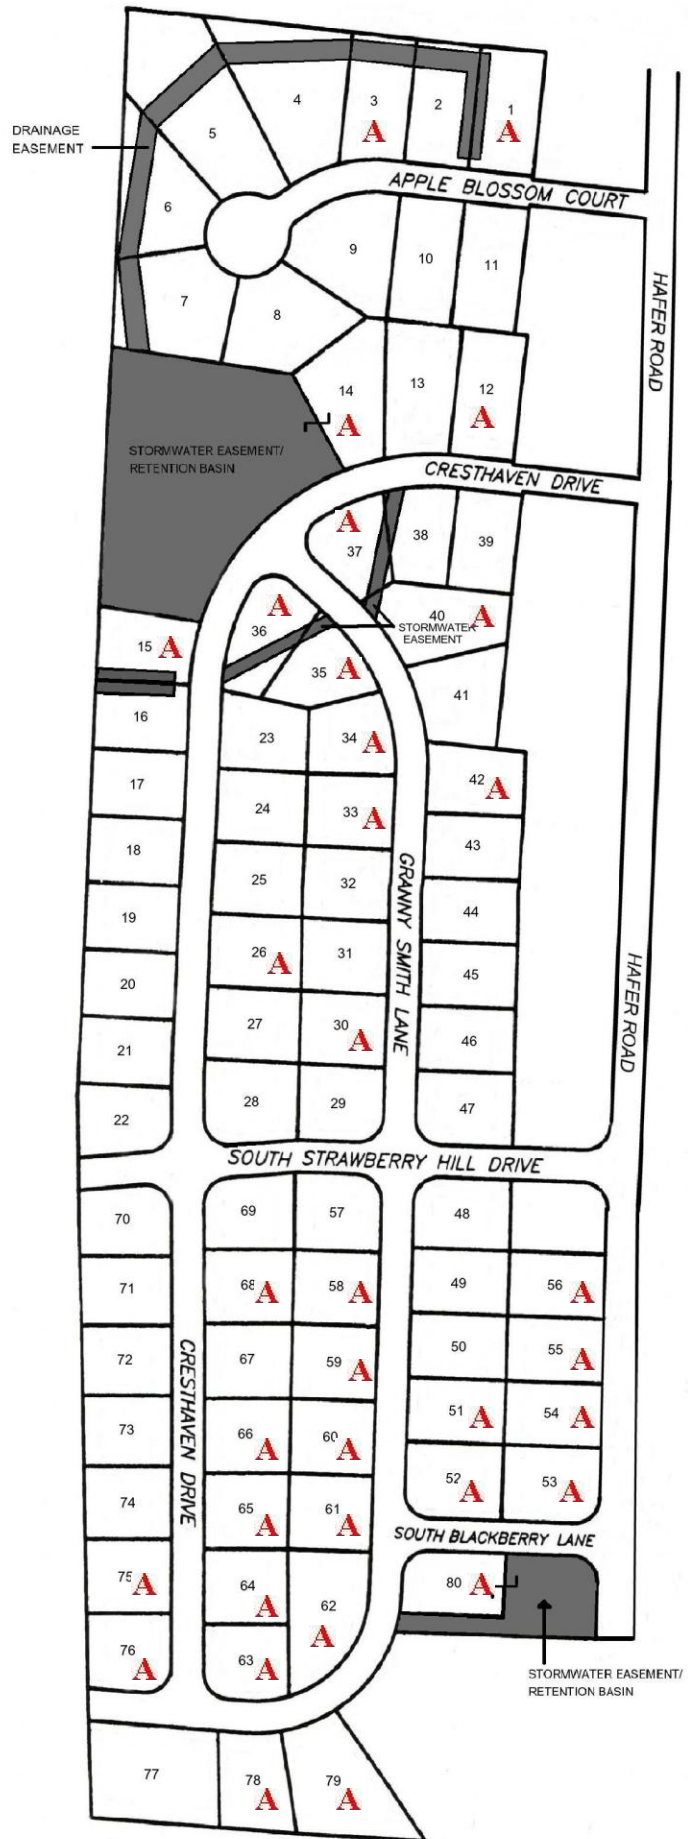 DRAINAGE
EASEMENT
4
3
A
2
1
A
5
APPLE BLOSSOM COURT
6
9
10
11
HAFER ROAD
7
8
14
A
13
12
A
STORMWATER EASEMENT/
RETENTION BASIN
CRESTHAVEN DRIVE
A
37
38
39
36
A
40
A
STORMWATER
EASEMENT
15
A
35
A
41
16
23
34
A
42
A
17
24
33
A
43
18
25
32
GRANNY SMITH LANE
44
19
26
A
31
45
HAFER ROAD
20
27
30
A
46
21
28
29
47
22
SOUTH STRAWBERRY HILL DRIVE
70
69
57
48
71
68
A
58
A
49
56
A
72
CRESTHAVEN DRIVE
67
59
A
50
55
A
73
66
A
60
A
51
A
54
A
74
65
A
61
A
52
A
53
A
SOUTH BLACKBERRY LANE
75
A
64
A
62
A
80
A
76
A
63
A
STORMWATER EASEMENT/
RETENTION BASIN
77
78
A
79
A